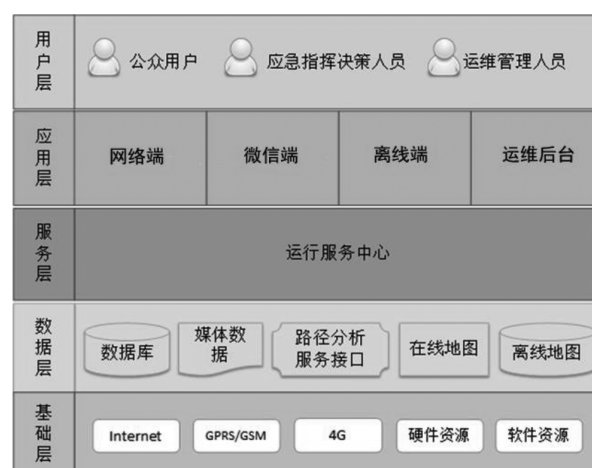 用户层
公众用户
应急指挥决策人员
运维管理人员
应用层
网络端
微信端
离线端
运维后台
服务层
运行服务中心
数据层
数据库
媒体数
据
路径分析
服务接口
在线地图
离线地图
基础层
Internet
GPRS/GSM
4G
硬件资源
软件资源